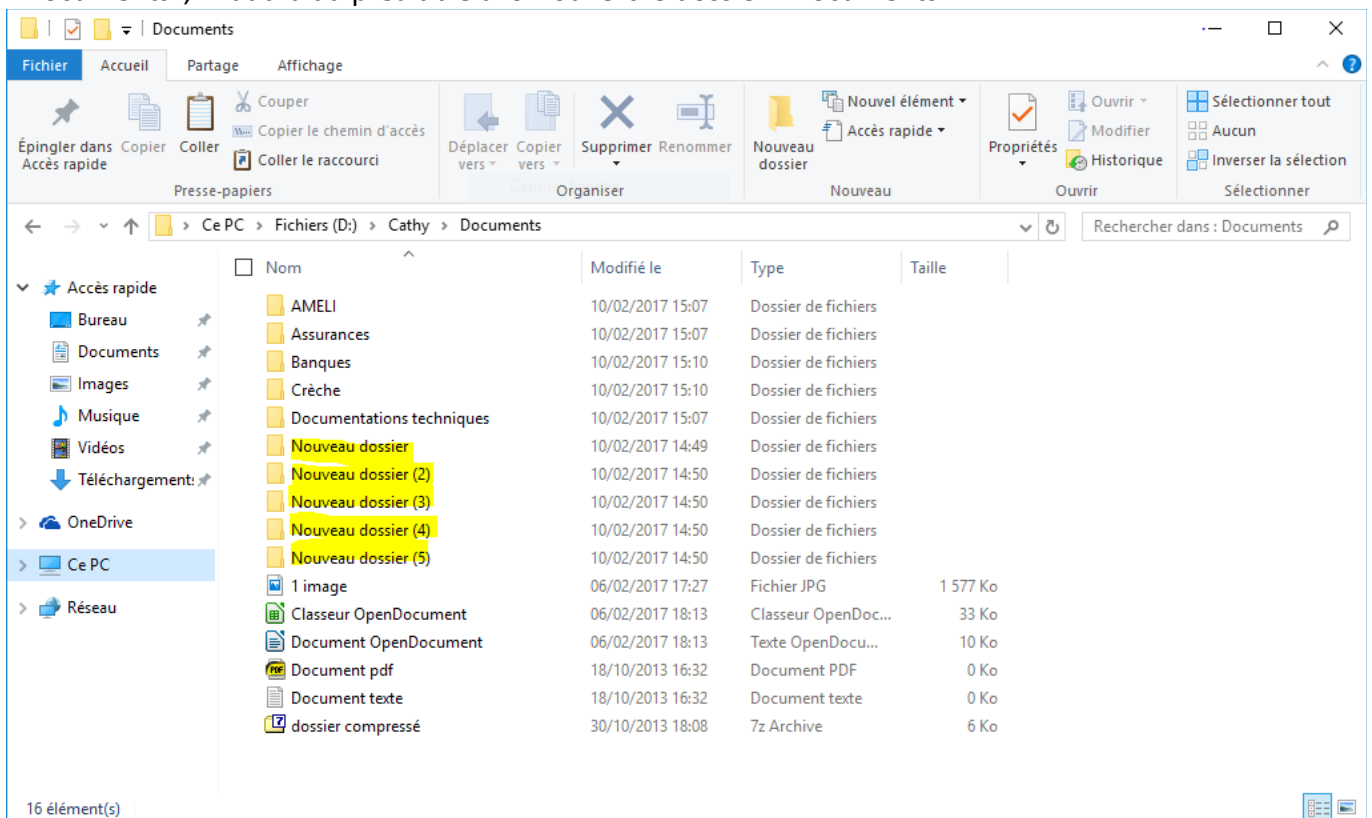 Documents
Fichier Accueil Partage Affichage
Couper
Copier le chemin d'accès
Coller le raccourci
Épingler dans Accès rapide
Copier
Coller
Presse-papiers
Déplacer vers
Copier vers
Supprimer
Renommer
Organiser
Nouveau dossier
Nouvel élément
Accès rapide
Nouveau
Propriétés
Ouvrir
Modifier
Historique
Ouvrir
Sélectionner tout
Aucun
Inverser la sélection
Sélectionner
Ce PC > Fichiers (D:) > Cathy > Documents
Rechercher dans : Documents
Accès rapide
Bureau
Documents
Images
Musique
Vidéos
Téléchargement:
OneDrive
Ce PC
Réseau
Nom Modifié le Type Taille
AMELI 10/02/2017 15:07 Dossier de fichiers
Assurances 10/02/2017 15:07 Dossier de fichiers
Banques 10/02/2017 15:10 Dossier de fichiers
Crèche 10/02/2017 15:10 Dossier de fichiers
Documentations techniques 10/02/2017 15:07 Dossier de fichiers
Nouveau dossier 10/02/2017 14:49 Dossier de fichiers
Nouveau dossier (2) 10/02/2017 14:50 Dossier de fichiers
Nouveau dossier (3) 10/02/2017 14:50 Dossier de fichiers
Nouveau dossier (4) 10/02/2017 14:50 Dossier de fichiers
Nouveau dossier (5) 10/02/2017 14:50 Dossier de fichiers
1 image 06/02/2017 17:27 Fichier JPG 1 577 Ko
Classeur OpenDocument 06/02/2017 18:13 Classeur OpenDoc... 33 Ko
Document OpenDocument 06/02/2017 18:13 Texte OpenDocu... 10 Ko
Document pdf 18/10/2013 16:32 Document PDF 0 Ko
Document texte 18/10/2013 16:32 Document texte 0 Ko
dossier compressé 30/10/2013 18:08 7z Archive 6 Ko
16 élément(s)